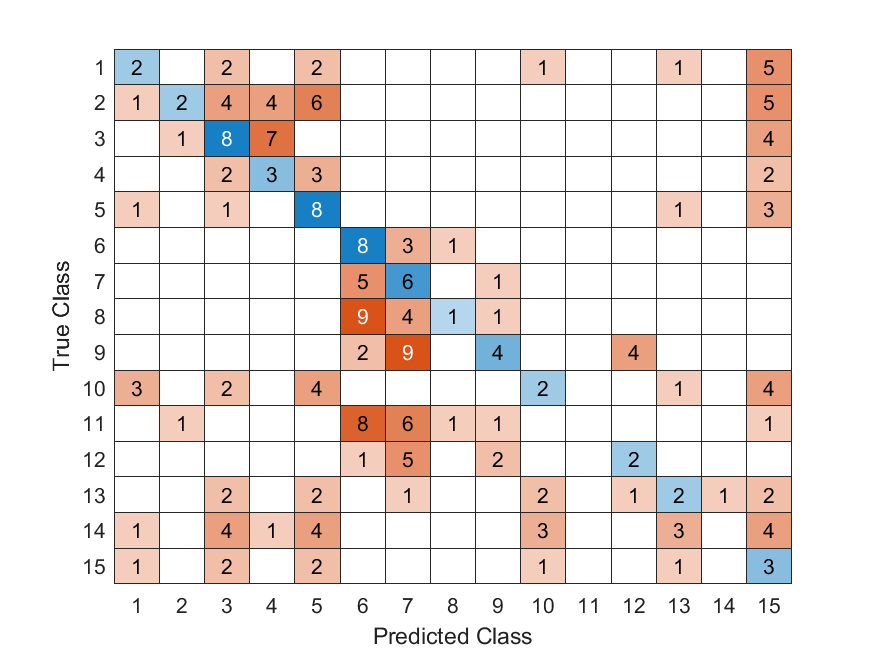 1 2 2 2 1 1 5
2 1 2 4 4 6 5
3 1 8 7 4
4 2 3 3 2
5 1 1 8 1 3
6 8 3 1
7 5 6 1
8 9 4 1 1
9 2 9 4 4
10 3 2 4 2 1 4
11 1 8 6 1 1 1
12 1 5 2 2
13 2 2 1 2 1 2 1 2
14 1 4 1 4 3 3 4
15 1 2 2 1 1 3
True Class
1 2 3 4 5 6 7 8 9 10 11 12 13 14 15
Predicted Class